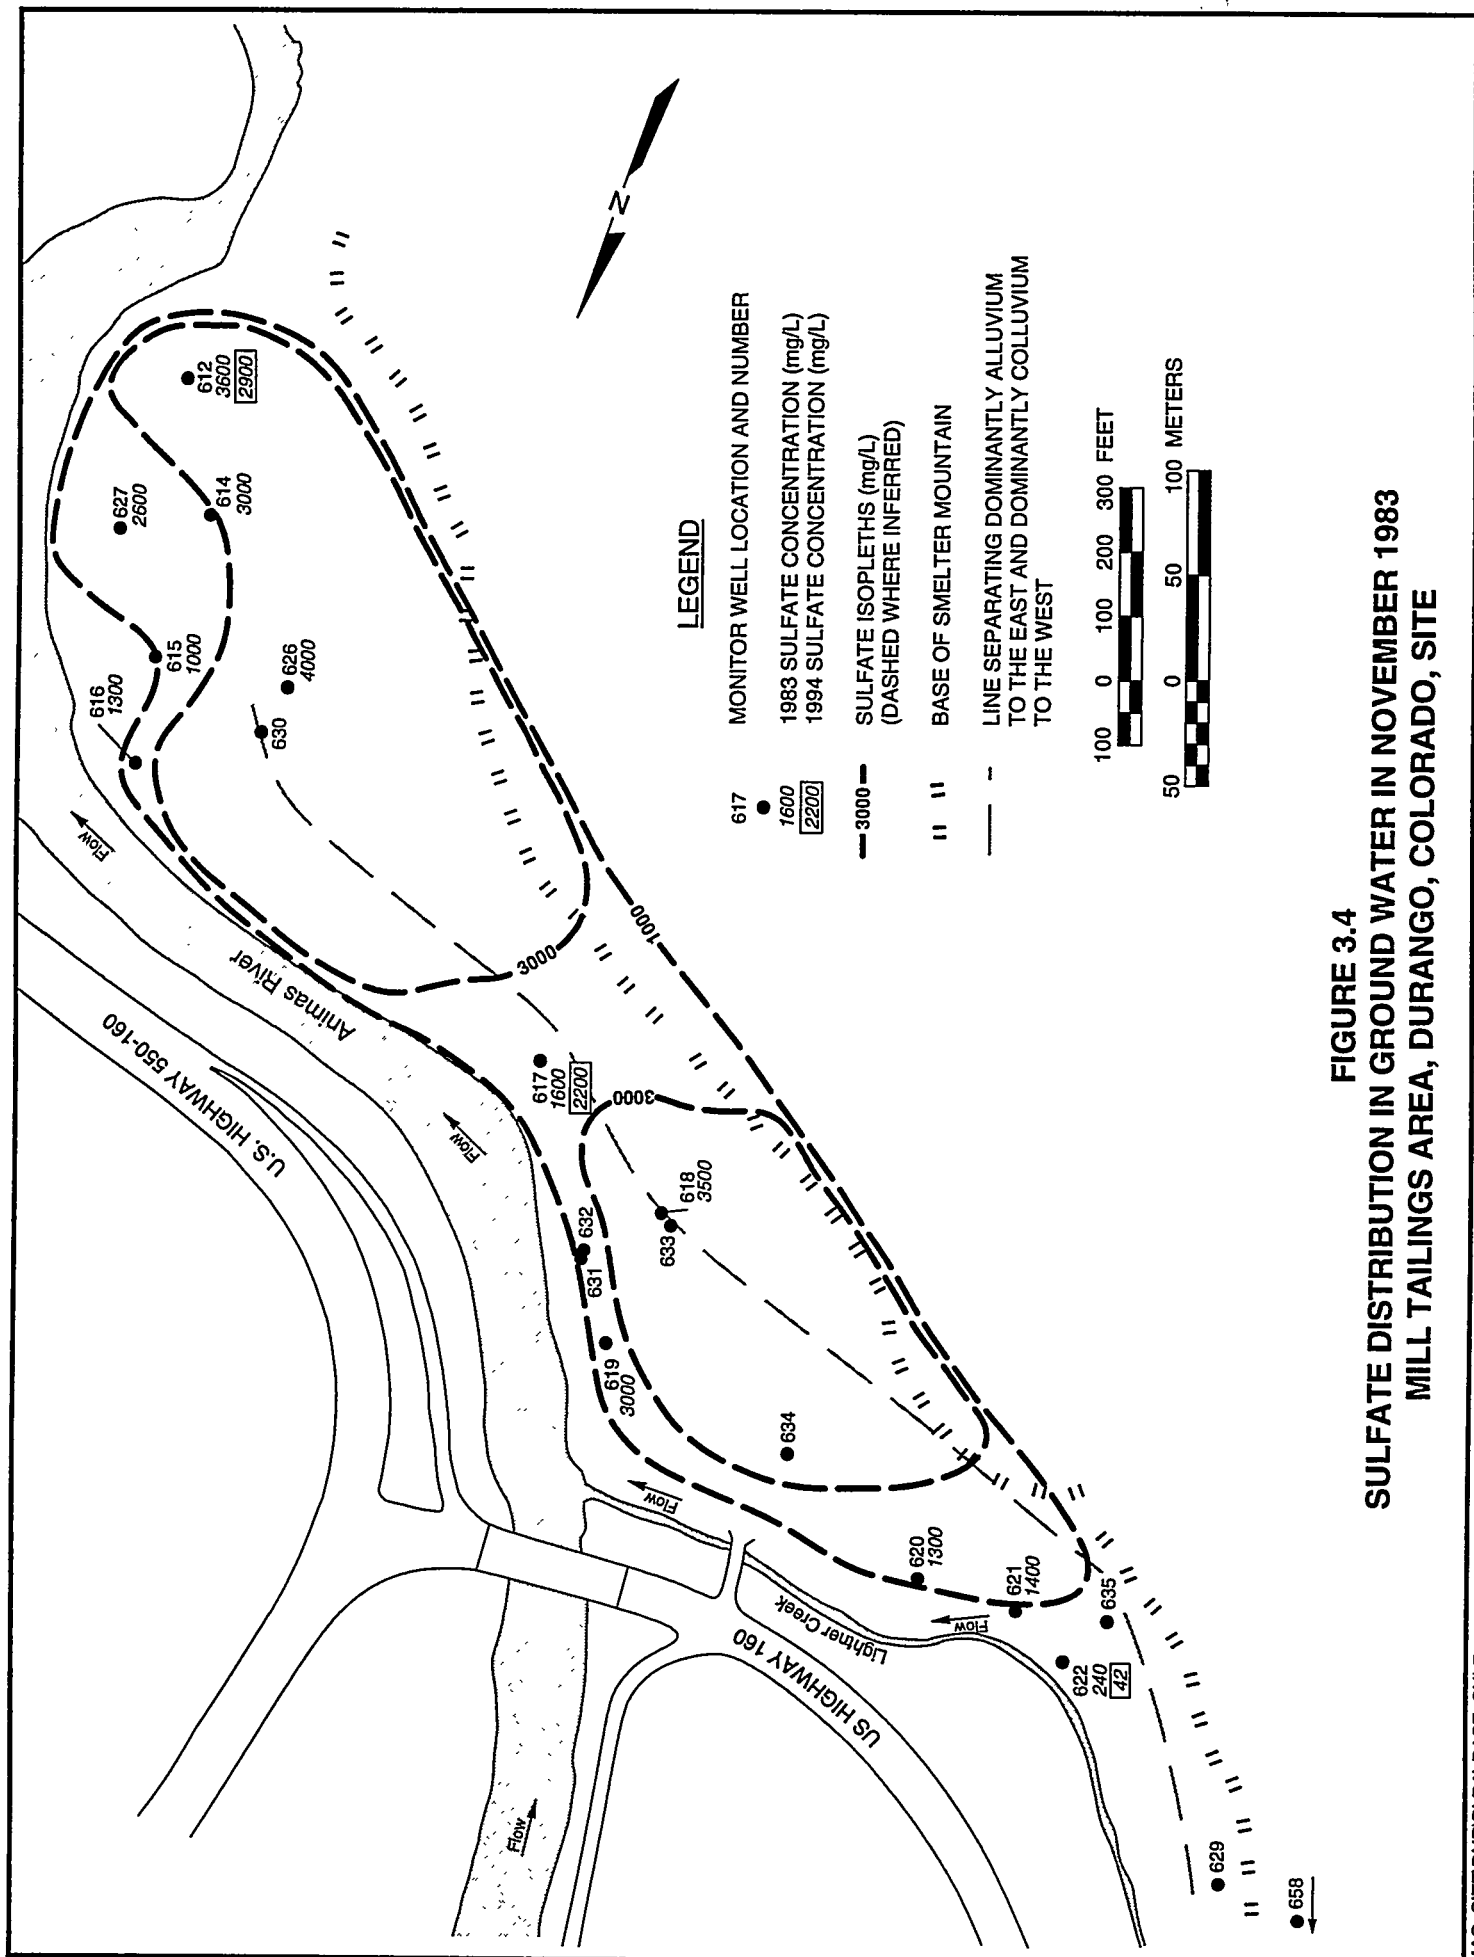 612
3600
2900
627
2600
614
3000
615
1000
616
1300
626
4000
630
Flow
Animas River
U.S. HIGHWAY 550-160
3000
1000
617
1600
2200
3000
Flow
618
3500
633
632
631
619
3000
634
Flow
620
1300
621
1400
Flow
635
622
240
42
Lightner Creek
US HIGHWAY 160
Flow
629
658
N
LEGEND
617
1600
2200
MONITOR WELL LOCATION AND NUMBER
1983 SULFATE CONCENTRATION (mg/L)
1994 SULFATE CONCENTRATION (mg/L)
3000
SULFATE ISOPLETHS (mg/L)
(DASHED WHERE INFERRED)
BASE OF SMELTER MOUNTAIN
LINE SEPARATING DOMINANTLY ALLUVIUM
TO THE EAST AND DOMINANTLY COLLUVIUM
TO THE WEST
100 0 100 200 300 FEET
50 0 50 100 METERS
FIGURE 3.4
SULFATE DISTRIBUTION IN GROUND WATER IN NOVEMBER 1983
MILL TAILINGS AREA, DURANGO, COLORADO, SITE